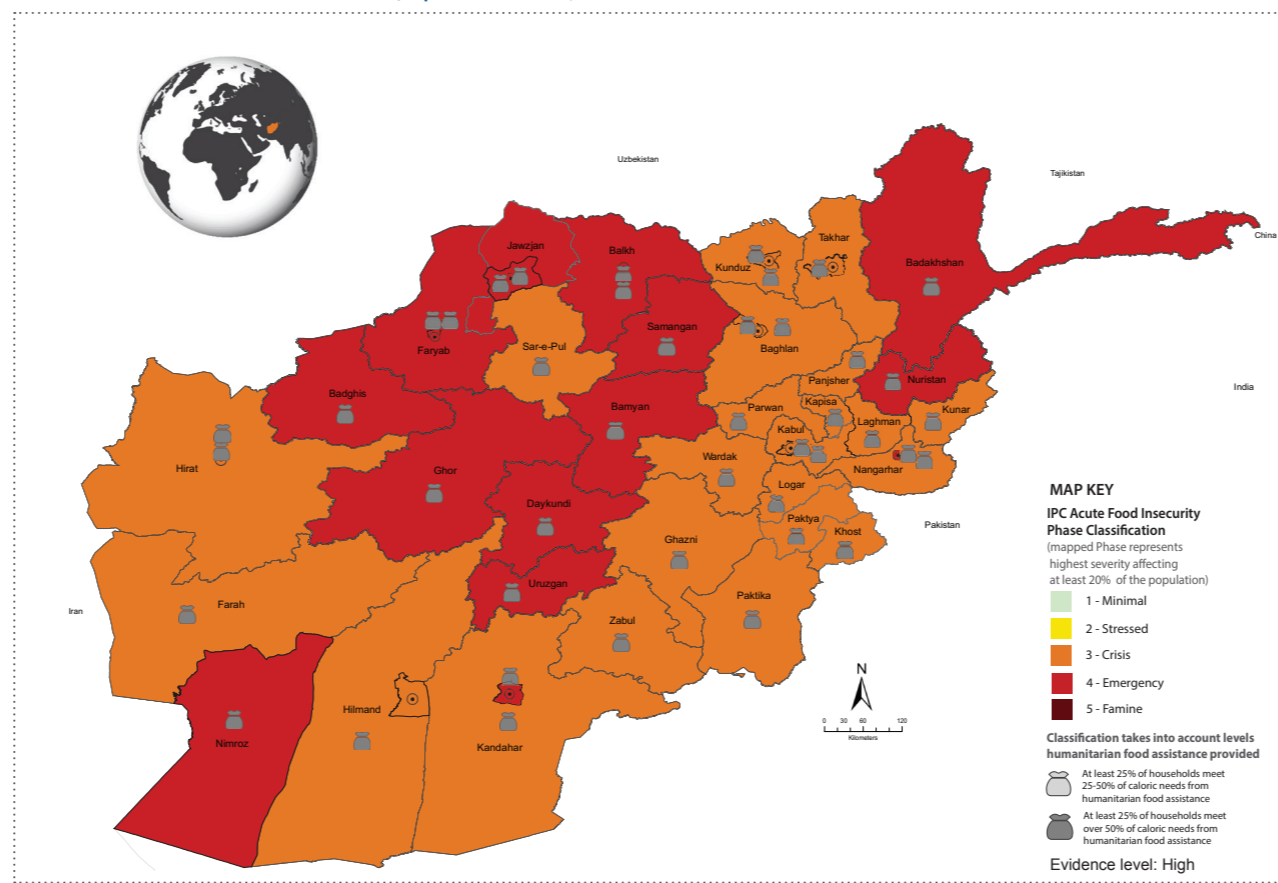 Uzbekistan
Tajikistan
China
Takhar
Jawzjan
Balkh
Kunduz
Badakhshan
Samangan
Sar-e-Pul
Faryab
Baghlan
Panjsher
Nuristan
India
Badghis
Kapisa
Bamyan
Parwan
Kunar
Laghman
Kabul
Hirat
Wardak
Ghor
Nangarhar
Logar
Daykundi
Paktya
Khost
Pakistan
Ghazni
Uruzgan
Iran
Farah
Paktika
Zabul
Hilmand
Nimroz
Kandahar
N
0 30 60 120
Kilometers
MAP KEY
IPC Acute Food Insecurity
Phase Classification
(mapped Phase represents
highest severity affecting
at least 20% of the population)
1 - Minimal
2 - Stressed
3 - Crisis
4 - Emergency
5 - Famine
Classification takes into account levels
humanitarian food assistance provided
At least 25% of households meet
25-50% of caloric needs from
humanitarian food assistance
At least 25% of households meet
over 50% of caloric needs from
humanitarian food assistance
Evidence level: High